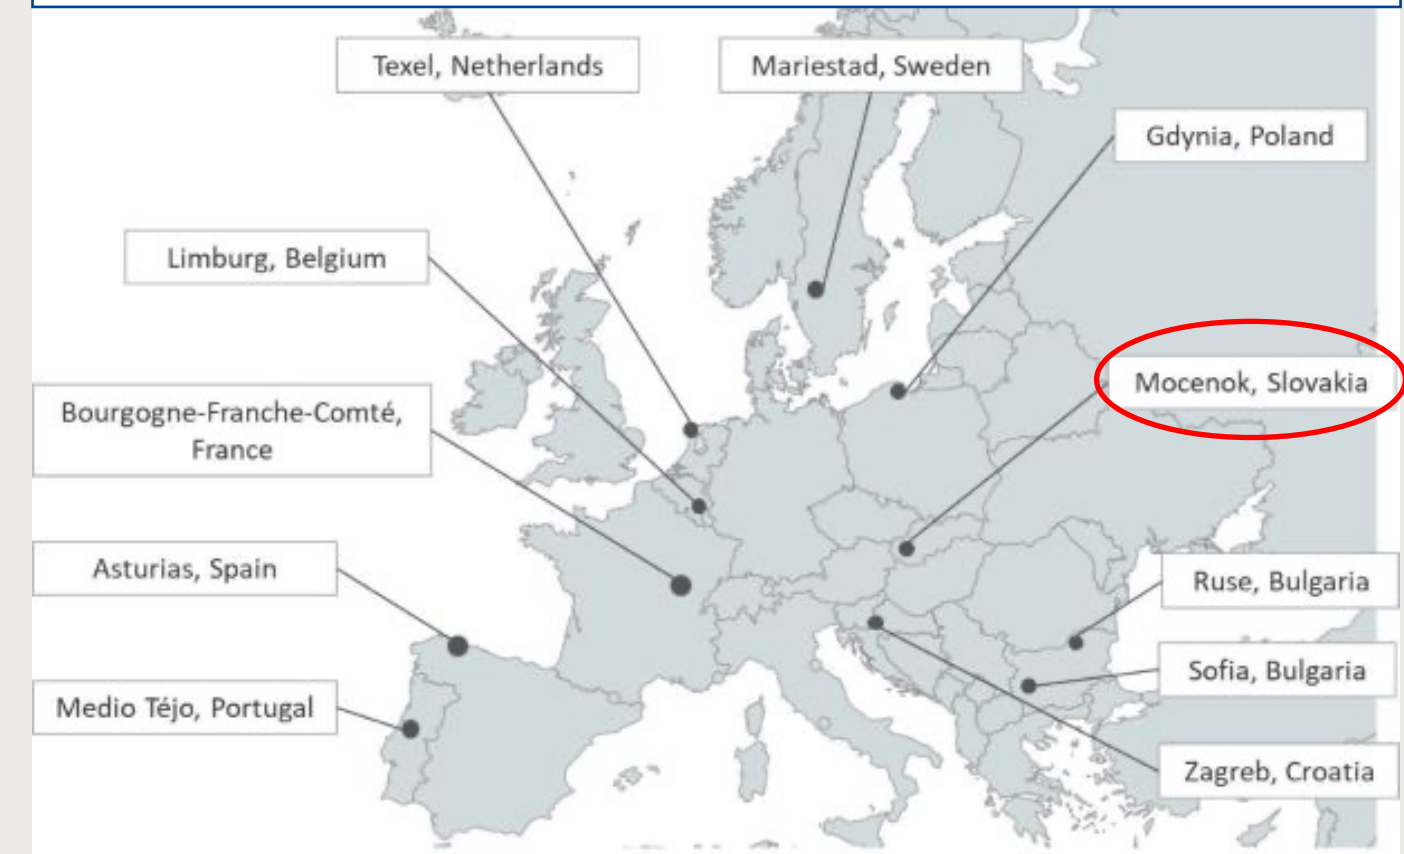 Texel, Netherlands
Mariestad, Sweden
Gdynia, Poland
Limburg, Belgium
Mocenok, Slovakia
Bourgogne-Franche-Comté,
France
Asturias, Spain
Ruse, Bulgaria
Sofia, Bulgaria
Medio Téjo, Portugal
Zagreb, Croatia